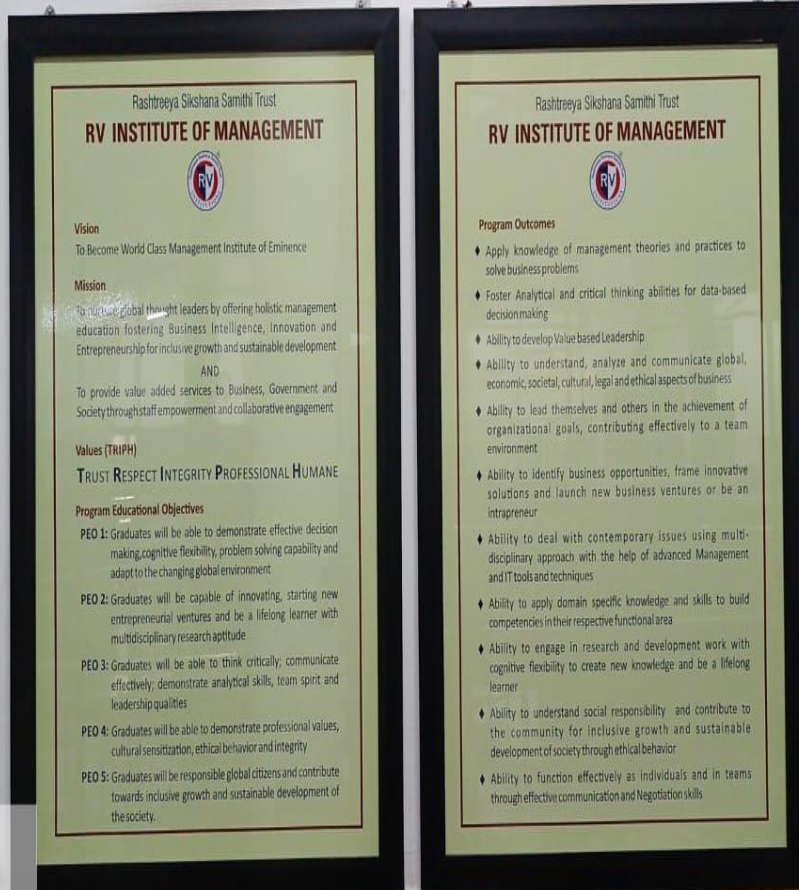 Rashtreeya Sikshana Samithi Trust
RV INSTITUTE OF MANAGEMENT
RV
Vision
To Become World Class Management Institute of Eminence
Mission
To nurture global thought leaders by offering holistic management
education fostering Business Intelligence, Innovation and
Entrepreneurship for inclusive growth and sustainable development
AND
To provide value added services to Business, Government and
Society through staff empowerment and collaborative engagement
Values (TRIPH)
TRUST RESPECT INTEGRITY PROFESSIONAL HUMANE
Program Educational Objectives
PEO 1: Graduates will be able to demonstrate effective decision
making,cognitive flexibility, problem solving capability and
adapt to the changing global environment
PEO 2: Graduates will be capable of innovating, starting new
entrepreneurial ventures and be a lifelong learner with
multidisciplinary research aptitude
PEO 3: Graduates will be able to think critically; communicate
effectively; demonstrate analytical skills, team spirit and
leadership qualities
PEO 4: Graduates will be able to demonstrate professional values,
cultural sensitization, ethical behavior and integrity
PEO 5: Graduates will be responsible global citizens and contribute
towards inclusive growth and sustainable development of
the society.
Rashtreeya Sikshana Samithi Trust
RV INSTITUTE OF MANAGEMENT
RV
Program Outcomes
♦ Apply knowledge of management theories and practices to
solve business problems
♦ Foster Analytical and critical thinking abilities for data-based
decision making
♦ Ability to develop Value based Leadership
♦ Ability to understand, analyze and communicate global,
economic, societal, cultural, legal and ethical aspects of business
♦ Ability to lead themselves and others in the achievement of
organizational goals, contributing effectively to a team
environment
♦ Ability to identify business opportunities, frame innovative
solutions and launch new business ventures or be an
intrapreneur
♦ Ability to deal with contemporary issues using multi-
disciplinary approach with the help of advanced Management
and IT tools and techniques
♦ Ability to apply domain specific knowledge and skills to build
competencies in their respective functional area
♦ Ability to engage in research and development work with
cognitive flexibility to create new knowledge and be a lifelong
learner
♦ Ability to understand social responsibility and contribute to
the community for inclusive growth and sustainable
development of society through ethical behavior
♦ Ability to function effectively as individuals and in teams
through effective communication and Negotiation skills